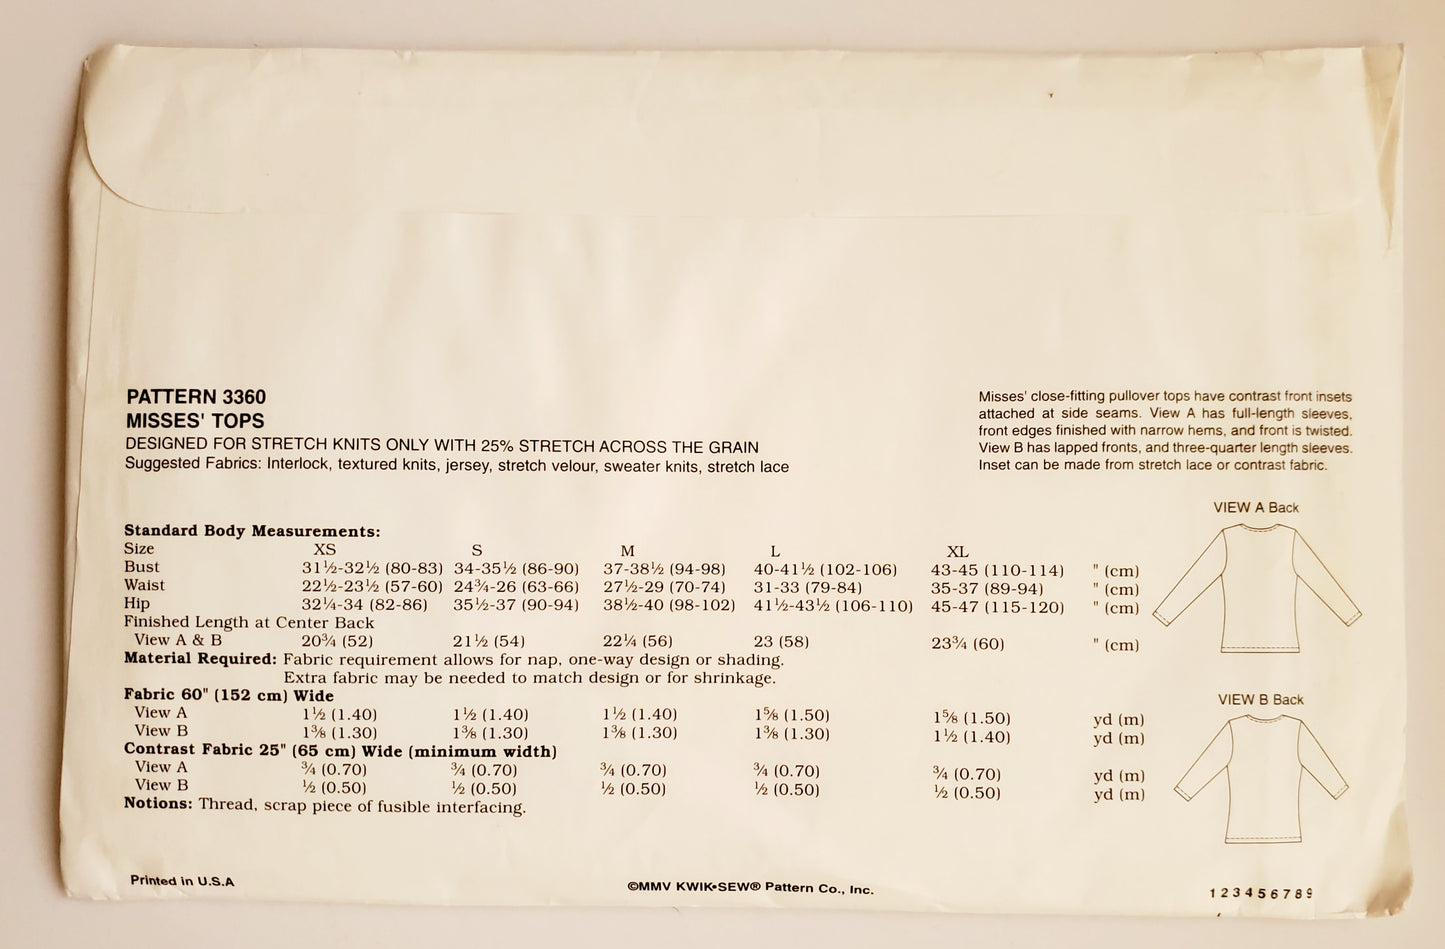 PATTERN 3360
MISSES' TOPS
DESIGNED FOR STRETCH KNITS ONLY WITH 25% STRETCH ACROSS THE GRAIN
Suggested Fabrics: Interlock, textured knits, jersey, stretch velour, sweater knits, stretch lace
Misses' close-fitting pullover tops have contrast front insets
attached at side seams. View A has full-length sleeves,
front edges finished with narrow hems, and front is twisted.
View B has lapped fronts, and three-quarter length sleeves.
Inset can be made from stretch lace or contrast fabric.
Standard Body Measurements:
Size XS S M L XL
Bust 31½-32½ (80-83) 34-35½ (86-90) 37-38½ (94-98) 40-41½ (102-106) 43-45 (110-114) " (cm)
Waist 22½-23½ (57-60) 24¾-26 (63-66) 27½-29 (70-74) 31-33 (79-84) 35-37 (89-94) " (cm)
Hip 32¼-34 (82-86) 35½-37 (90-94) 38½-40 (98-102) 41½-43½ (106-110) 45-47 (115-120) " (cm)
Finished Length at Center Back
View A & B 20¾ (52) 21½ (54) 22¼ (56) 23 (58) 23¾ (60) " (cm)
Material Required: Fabric requirement allows for nap, one-way design or shading.
Extra fabric may be needed to match design or for shrinkage.
Fabric 60" (152 cm) Wide
View A 1½ (1.40) 1½ (1.40) 1½ (1.40) 1⅝ (1.50) 1⅝ (1.50) yd (m)
View B 1⅜ (1.30) 1⅜ (1.30) 1⅜ (1.30) 1⅜ (1.30) 1½ (1.40) yd (m)
Contrast Fabric 25" (65 cm) Wide (minimum width)
View A ¾ (0.70) ¾ (0.70) ¾ (0.70) ¾ (0.70) ¾ (0.70) yd (m)
View B ½ (0.50) ½ (0.50) ½ (0.50) ½ (0.50) ½ (0.50) yd (m)
Notions: Thread, scrap piece of fusible interfacing.
VIEW A Back
VIEW B Back
Printed in U.S.A
©MMV KWIK•SEW® Pattern Co., Inc.
1 2 3 4 5 6 7 8 9